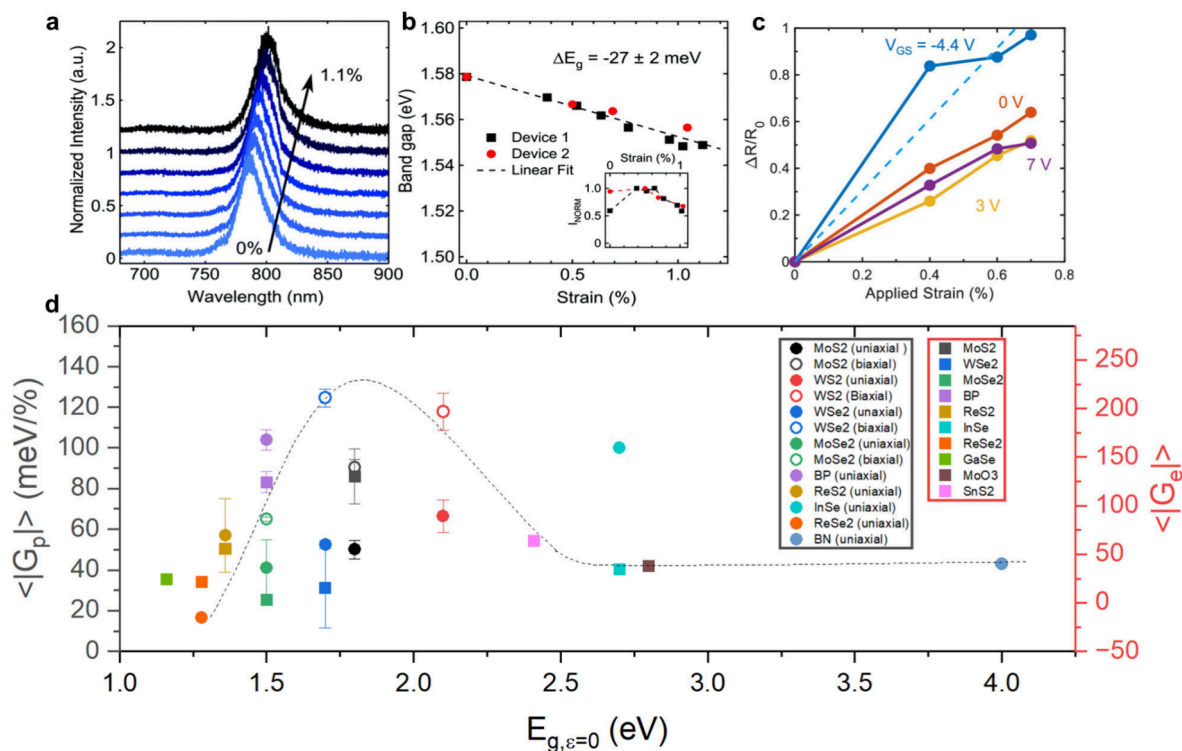 a
Normalized Intensity (a.u.)
2
1.5
1
0.5
0
1.1%
0%
700
750
800
850
900
Wavelength (nm)
b
Band gap (eV)
1.60
1.58
1.56
1.54
1.52
1.50
ΔEg = -27 ± 2 meV
Device 1
Device 2
Linear Fit
Strain (%)
0
1
INORM
1.0
0.5
0
0.0
0.5
1.0
Strain (%)
c
ΔR/R0
1
0.8
0.6
0.4
0.2
0
VGS = -4.4 V
0 V
7 V
3 V
0
0.2
0.4
0.6
0.8
Applied Strain (%)
d
<|Gp|> (meV/%)
160
140
120
100
80
60
40
20
0
MoS2 (uniaxial )
MoS2 (biaxial)
WS2 (uniaxial)
WS2 (Biaxial)
WSe2 (unaxial)
WSe2 (biaxial)
MoSe2 (uniaxial)
MoSe2 (biaxial)
BP (uniaxial)
ReS2 (uniaxial)
InSe (uniaxial)
ReSe2 (uniaxial)
BN (uniaxial)
MoS2
WSe2
MoSe2
BP
ReS2
InSe
ReSe2
GaSe
MoO3
SnS2
250
200
150
100
50
0
−50
<|Ge|>
1.0
1.5
2.0
2.5
3.0
3.5
4.0
Eg,ε=0 (eV)